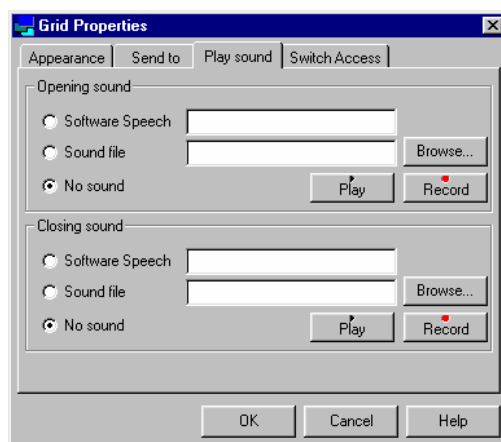 Grid Properties
Appearance Send to Play sound Switch Access
Opening sound
Software Speech
Sound file Browse...
No sound Play Record
Closing sound
Software Speech
Sound file Browse...
No sound Play Record
OK Cancel Help